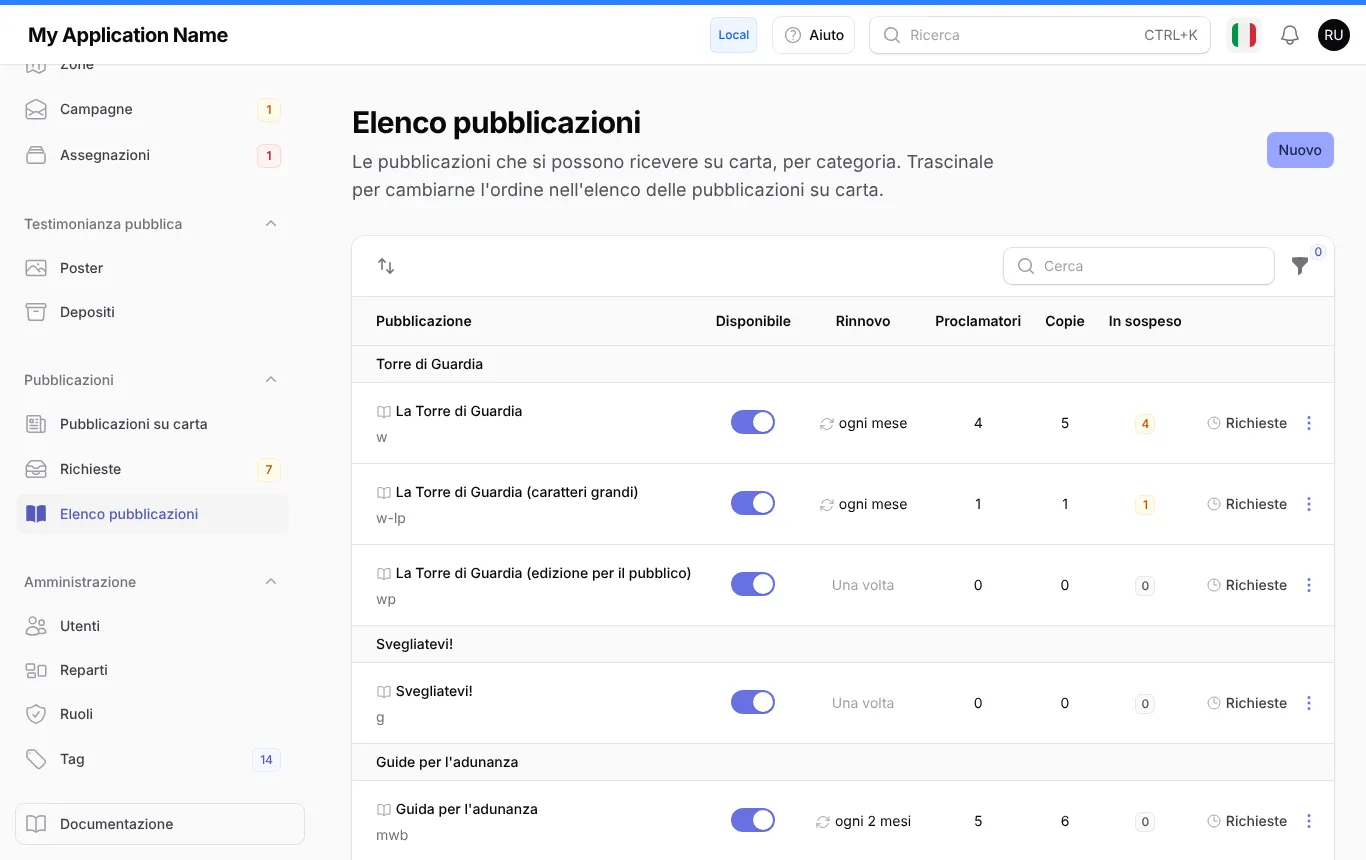 My Application Name
Local
Aiuto
Ricerca
CTRL+K
RU
Zone
Campagne
1
Assegnazioni
1
Testimonianza pubblica
Poster
Depositi
Pubblicazioni
Pubblicazioni su carta
Richieste
7
Elenco pubblicazioni
Amministrazione
Utenti
Reparti
Ruoli
Tag
14
Documentazione
Elenco pubblicazioni
Le pubblicazioni che si possono ricevere su carta, per categoria. Trascinale
per cambiarne l'ordine nell'elenco delle pubblicazioni su carta.
Nuovo
Cerca
0
Pubblicazione Disponibile Rinnovo Proclamatori Copie In sospeso
Torre di Guardia
La Torre di Guardia
w
ogni mese 4 5 4 Richieste
La Torre di Guardia (caratteri grandi)
w-lp
ogni mese 1 1 1 Richieste
La Torre di Guardia (edizione per il pubblico)
wp
Una volta 0 0 0 Richieste
Svegliatevi!
Svegliatevi!
g
Una volta 0 0 0 Richieste
Guide per l'adunanza
Guida per l'adunanza
mwb
ogni 2 mesi 5 6 0 Richieste